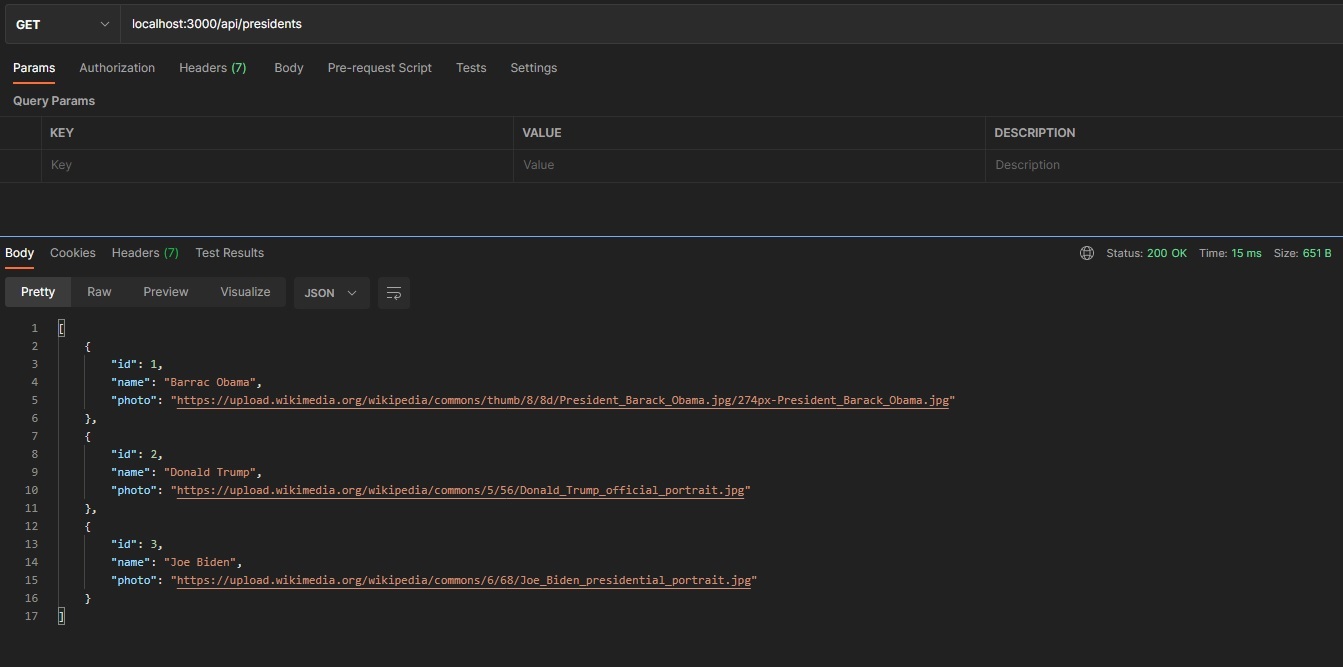 GET localhost:3000/api/presidents
Params Authorization Headers (7) Body Pre-request Script Tests Settings
Query Params
KEY VALUE DESCRIPTION
Key Value Description
Body Cookies Headers (7) Test Results Status: 200 OK Time: 15 ms Size: 651 B
Pretty Raw Preview Visualize JSON
1 [
2 {
3 "id": 1,
4 "name": "Barrac Obama",
5 "photo": "https://upload.wikimedia.org/wikipedia/commons/thumb/8/8d/President_Barack_Obama.jpg/274px-President_Barack_Obama.jpg"
6 },
7 {
8 "id": 2,
9 "name": "Donald Trump",
10 "photo": "https://upload.wikimedia.org/wikipedia/commons/5/56/Donald_Trump_official_portrait.jpg"
11 },
12 {
13 "id": 3,
14 "name": "Joe Biden",
15 "photo": "https://upload.wikimedia.org/wikipedia/commons/6/68/Joe_Biden_presidential_portrait.jpg"
16 }
17 ]